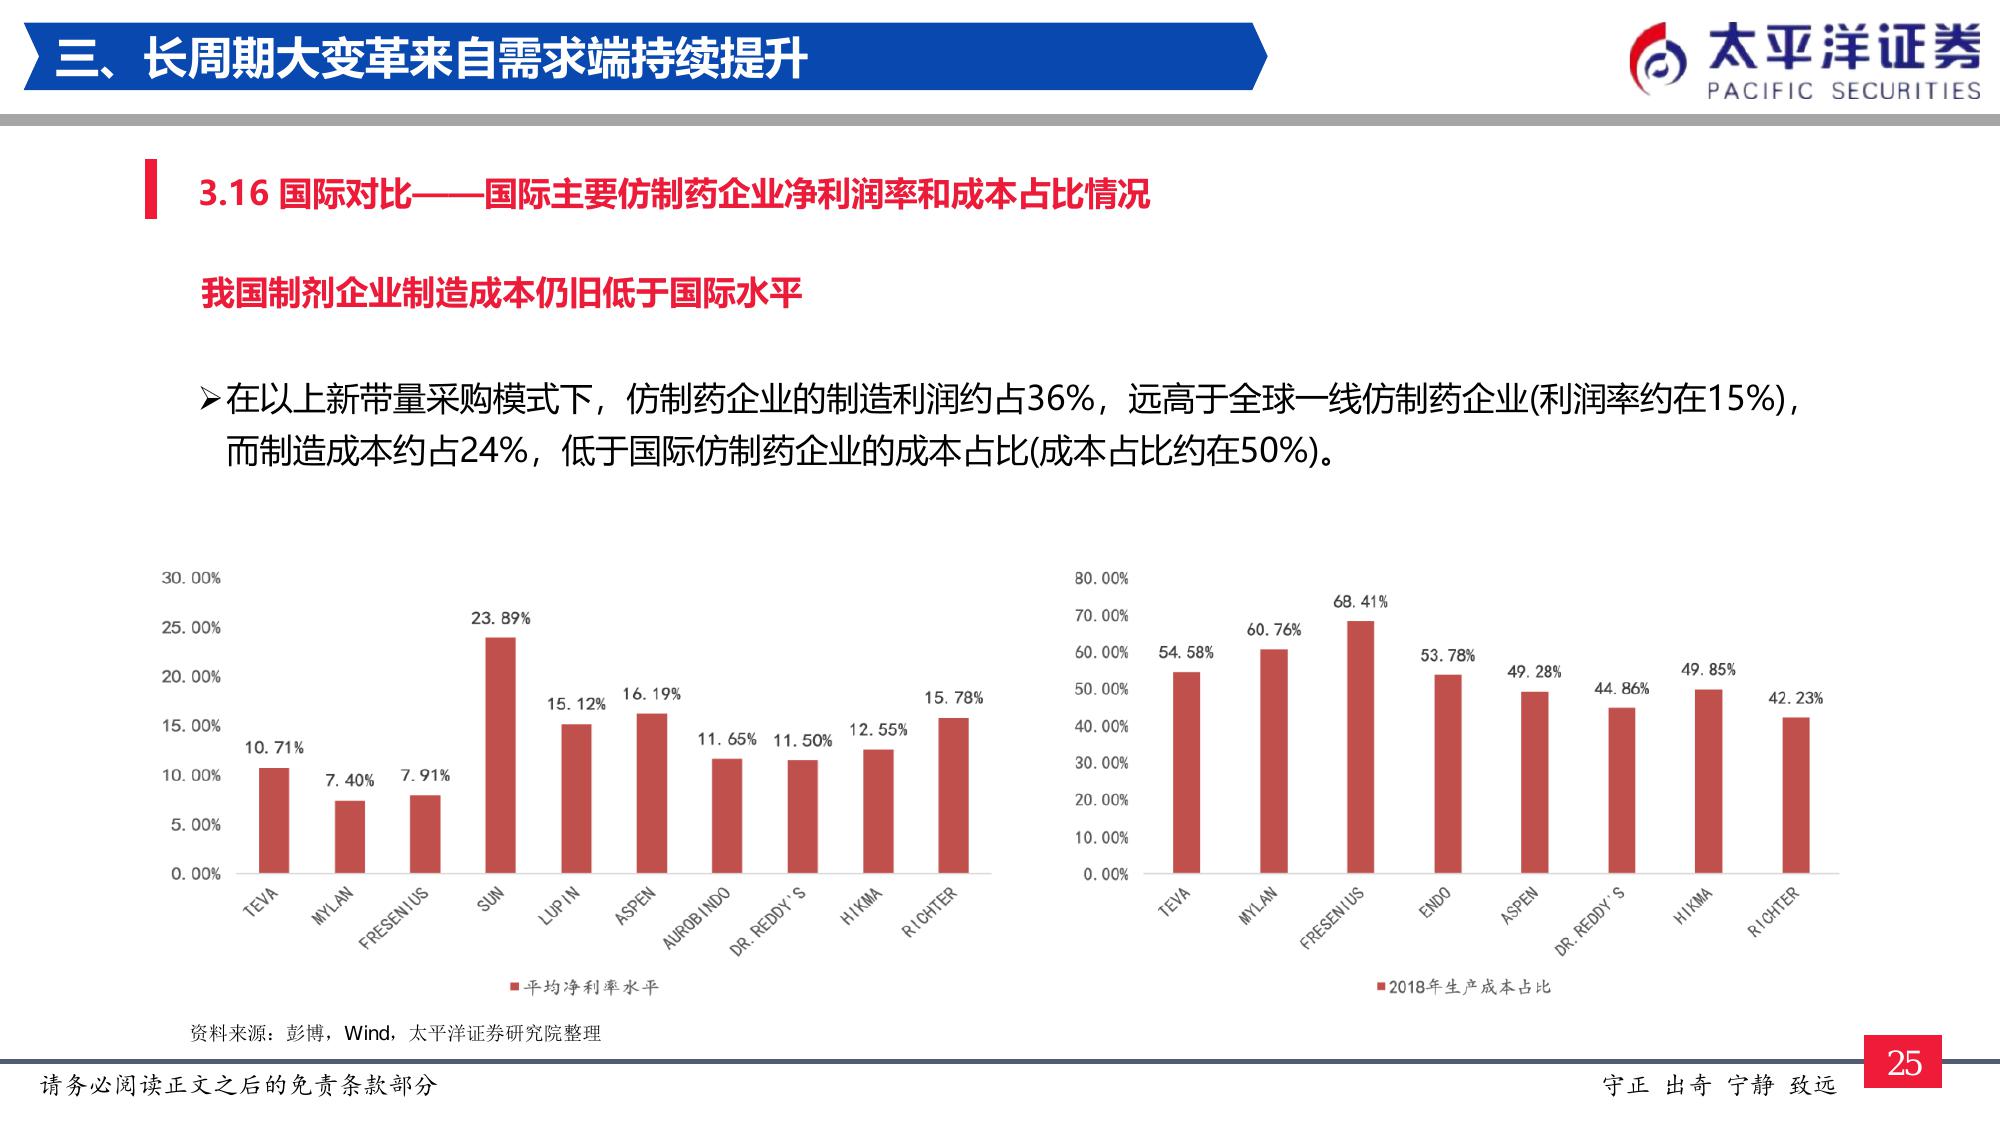 三、长周期大变革来自需求端持续提升
太平洋证券
PACIFIC SECURITIES
3.16 国际对比——国际主要仿制药企业净利润率和成本占比情况
我国制剂企业制造成本仍旧低于国际水平
➢在以上新带量采购模式下，仿制药企业的制造利润约占36%，远高于全球一线仿制药企业(利润率约在15%)，
而制造成本约占24%，低于国际仿制药企业的成本占比(成本占比约在50%)。
30.00%
25.00%
20.00%
15.00%
10.00%
5.00%
0.00%
10.71%
7.40%
7.91%
23.89%
15.12%
16.19%
11.65%
11.50%
12.55%
15.78%
TEVA
MYLAN
FRESENIUS
SUN
LUPIN
ASPEN
AUROBINDO
DR.REDDY'S
HIKMA
RICHTER
平均净利率水平
80.00%
70.00%
60.00%
50.00%
40.00%
30.00%
20.00%
10.00%
0.00%
54.58%
60.76%
68.41%
53.78%
49.28%
44.86%
49.85%
42.23%
TEVA
MYLAN
FRESENIUS
ENDO
ASPEN
DR.REDDY'S
HIKMA
RICHTER
2018年生产成本占比
资料来源：彭博，Wind，太平洋证券研究院整理
请务必阅读正文之后的免责条款部分
守正 出奇 宁静 致远
25